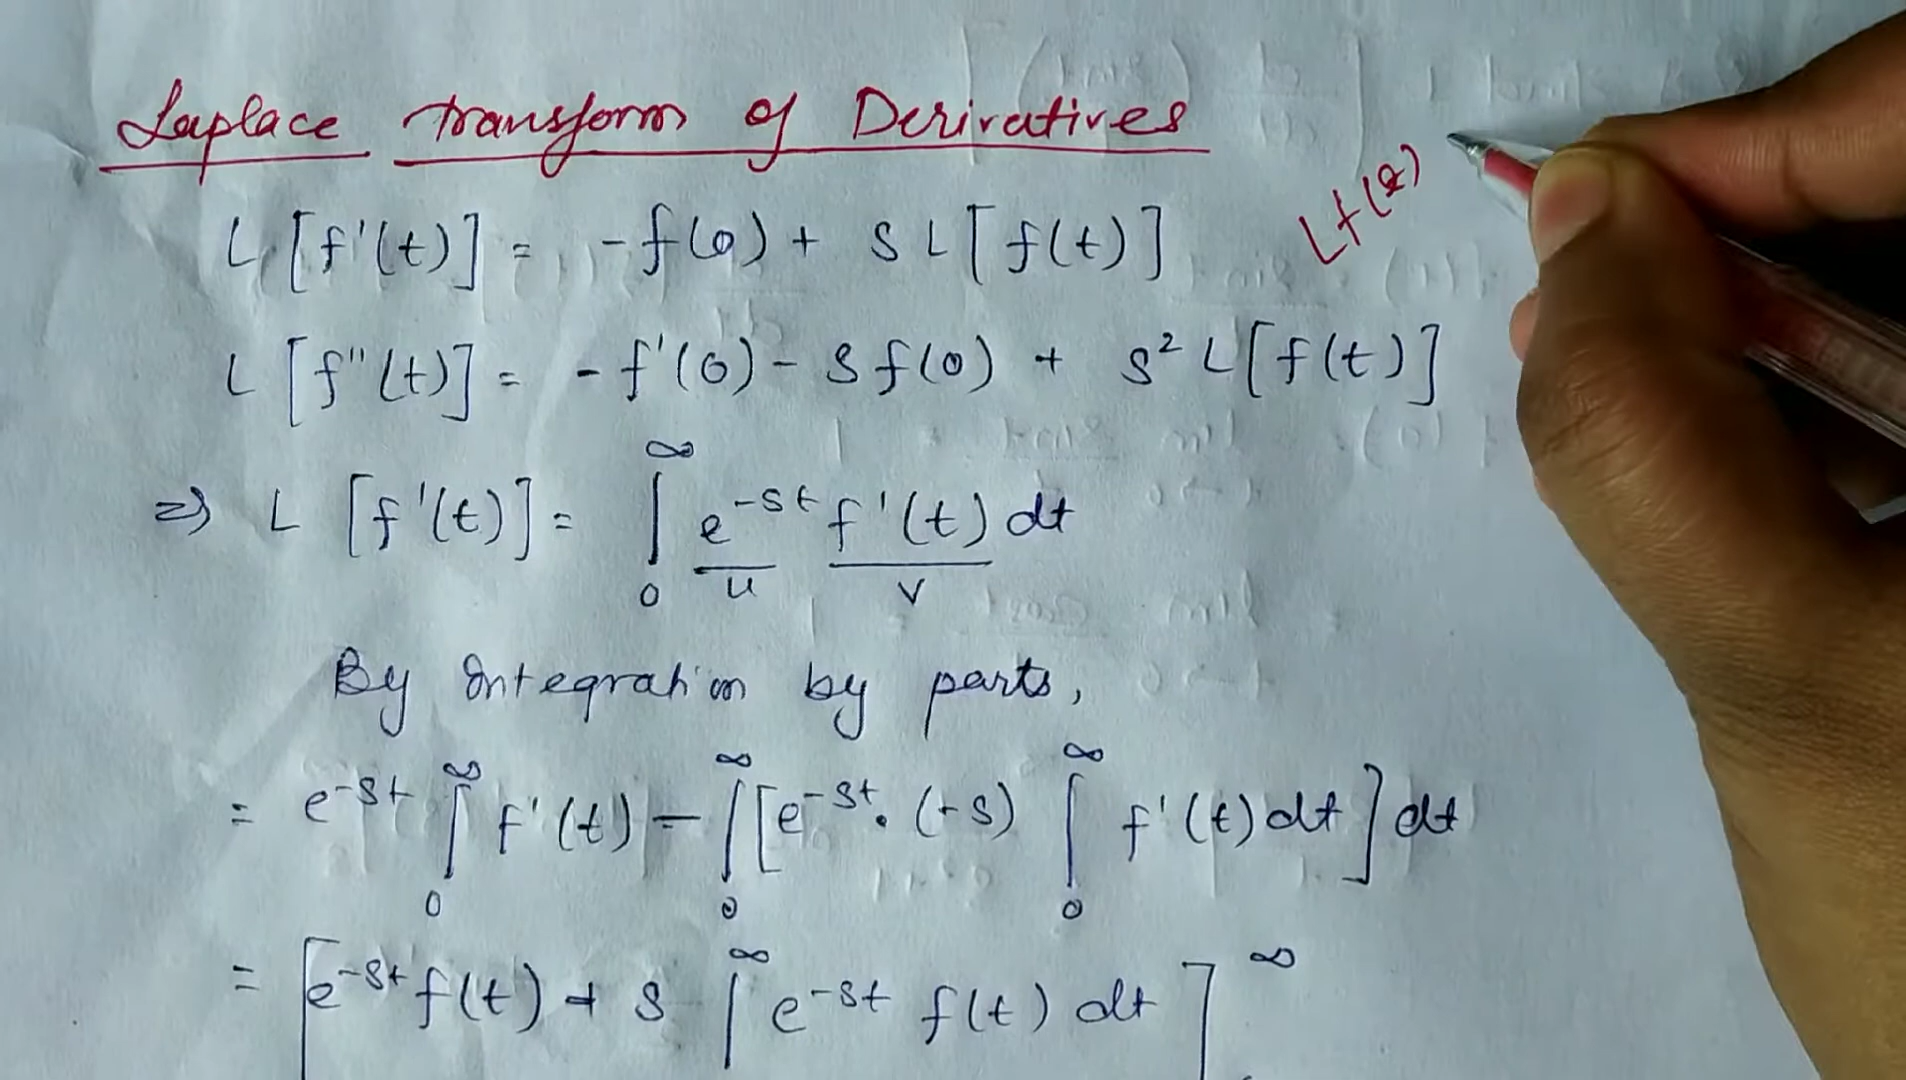 Laplace transform of Derivatives
L [f'(t)] = -f(0) + S L[f(t)]
L [f"(t)] = -f'(0) - S f(0) + S² L[f(t)]
⇒ L [f'(t)] = ∫₀^∞ e^{-st} f'(t) dt
u v
By Integration by parts,
= e^{-st} ∫₀^∞ f'(t) - ∫₀^∞ [e^{-st} . (-s) ∫₀^∞ f'(t) dt] dt
= [e^{-st} f(t) + s ∫^∞ e^{-st} f(t) dt]^∞